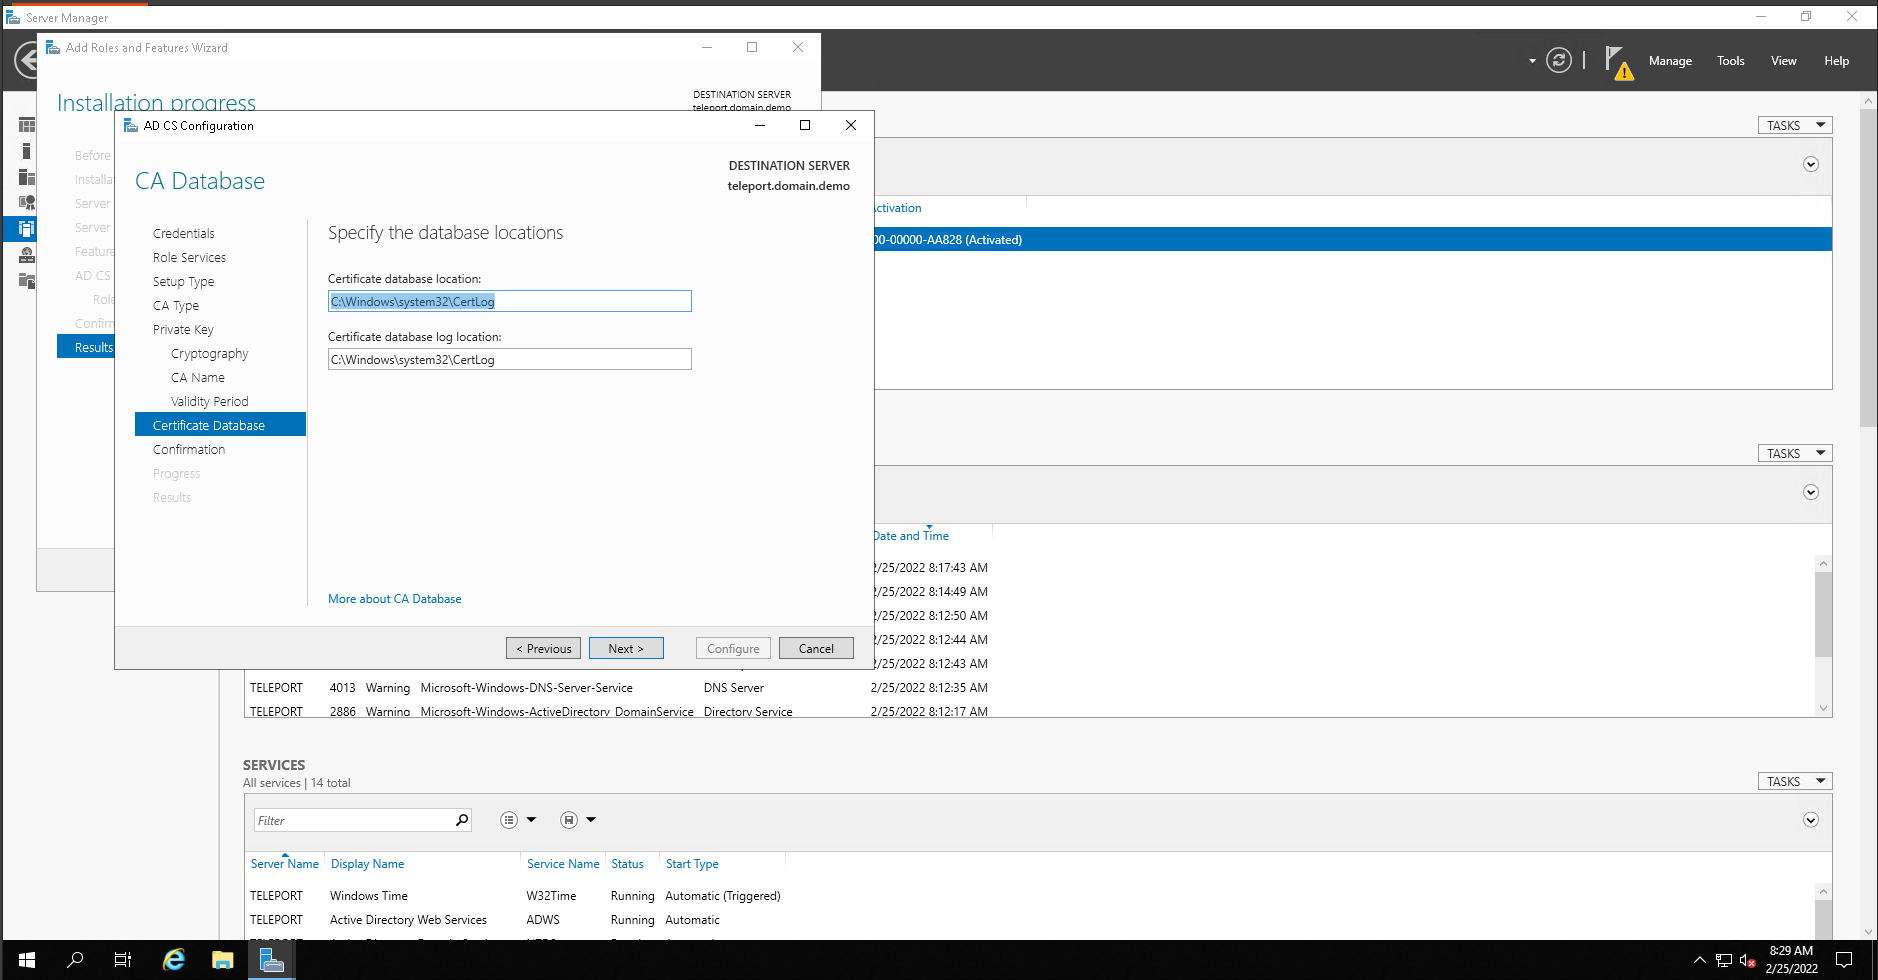 Server Manager
Manage
Tools
View
Help
Add Roles and Features Wizard
Installation progress
DESTINATION SERVER
teleport.domain.demo
Before
Server
Server
AD CS
Results
AD CS Configuration
CA Database
DESTINATION SERVER
teleport.domain.demo
Credentials
Role Services
Setup Type
CA Type
Private Key
Cryptography
CA Name
Validity Period
Certificate Database
Confirmation
Progress
Results
Specify the database locations
Certificate database location:
C:\Windows\system32\CertLog
Certificate database log location:
C:\Windows\system32\CertLog
More about CA Database
< Previous
Next >
Configure
Cancel
TASKS
00-00000-AA828 (Activated)
TASKS
Date and Time
2/25/2022 8:17:43 AM
2/25/2022 8:14:49 AM
2/25/2022 8:12:50 AM
2/25/2022 8:12:44 AM
2/25/2022 8:12:43 AM
TELEPORT 4013 Warning Microsoft-Windows-DNS-Server-Service DNS Server 2/25/2022 8:12:35 AM
TELEPORT 2886 Warning Microsoft-Windows-ActiveDirectory_DomainService Directory Service 2/25/2022 8:12:17 AM
SERVICES
All services | 14 total
TASKS
Filter
Server Name Display Name Service Name Status Start Type
TELEPORT Windows Time W32Time Running Automatic (Triggered)
TELEPORT Active Directory Web Services ADWS Running Automatic
8:29 AM
2/25/2022